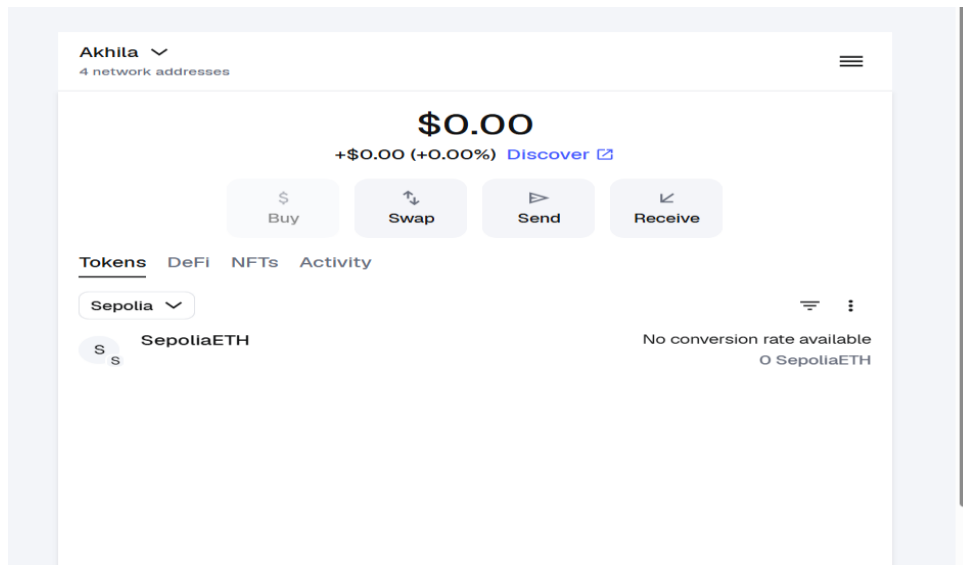 Akhila
4 network addresses
$0.00
+$0.00 (+0.00%) Discover
$
Buy Swap Send Receive
Tokens DeFi NFTs Activity
Sepolia
S S SepoliaETH No conversion rate available
0 SepoliaETH